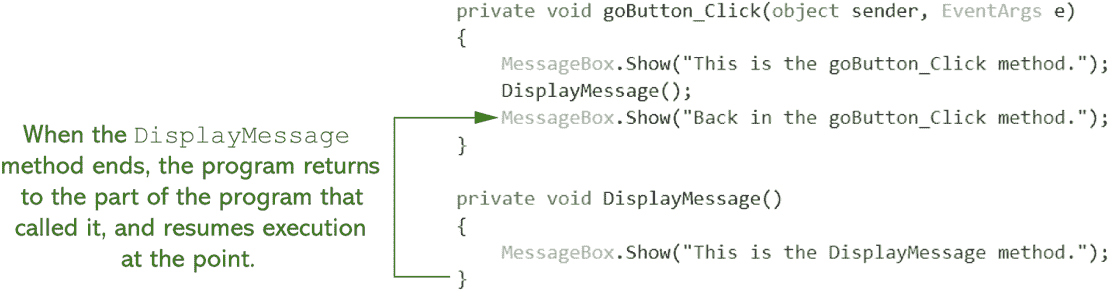 private void goButton_Click(object sender, EventArgs e)
{
MessageBox.Show("This is the goButton_Click method.");
DisplayMessage();
MessageBox.Show("Back in the goButton_Click method.");
}
When the DisplayMessage
method ends, the program returns
to the part of the program that
called it, and resumes execution
at the point.
private void DisplayMessage()
{
MessageBox.Show("This is the DisplayMessage method.");
}